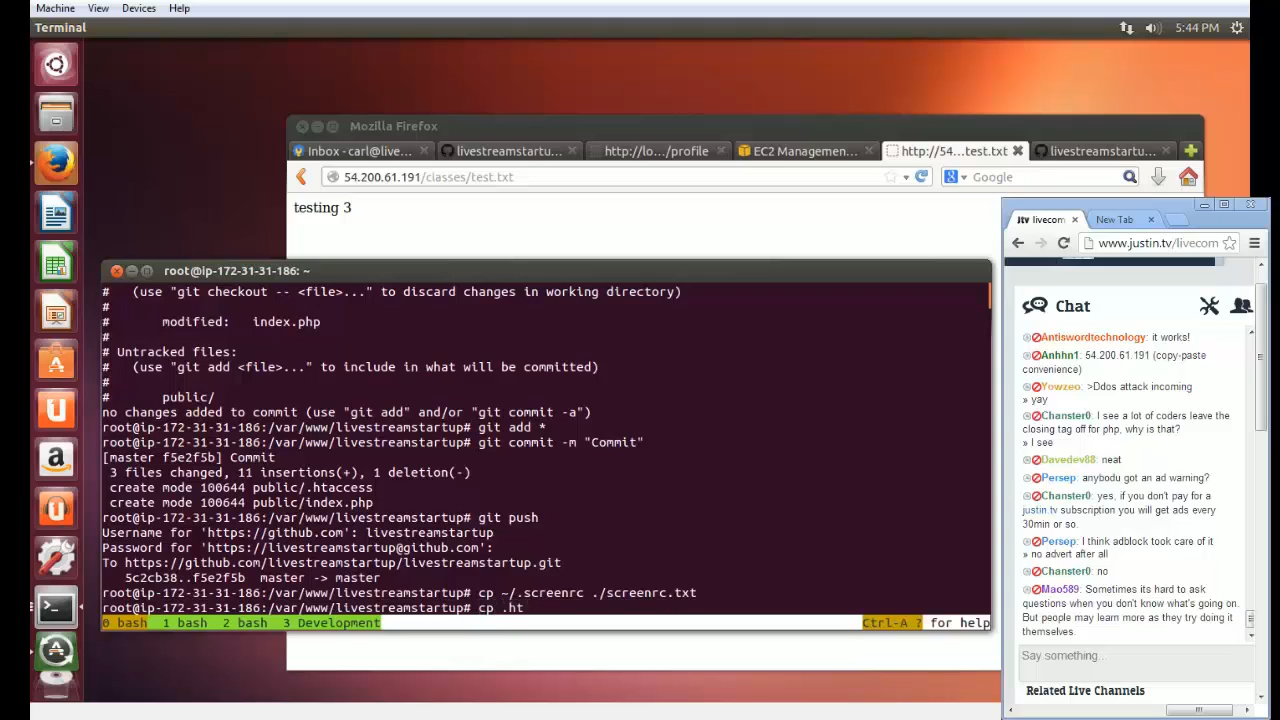 Machine View Devices Help
Terminal
5:44 PM
Mozilla Firefox
Inbox - carl@live...
livestreamstartu...
http://lo.../profile
EC2 Managemen...
http://54...test.txt
livestreamstartu...
54.200.61.191/classes/test.txt
Google
testing 3
root@ip-172-31-31-186: ~
# (use "git checkout -- <file>..." to discard changes in working directory)
#
# modified: index.php
#
# Untracked files:
# (use "git add <file>..." to include in what will be committed)
#
# public/
no changes added to commit (use "git add" and/or "git commit -a")
root@ip-172-31-31-186:/var/www/livestreamstartup# git add *
root@ip-172-31-31-186:/var/www/livestreamstartup# git commit -m "Commit"
[master f5e2f5b] Commit
3 files changed, 11 insertions(+), 1 deletion(-)
create mode 100644 public/.htaccess
create mode 100644 public/index.php
root@ip-172-31-31-186:/var/www/livestreamstartup# git push
Username for 'https://github.com': livestreamstartup
Password for 'https://livestreamstartup@github.com':
To https://github.com/livestreamstartup/livestreamstartup.git
5c2cb38..f5e2f5b master -> master
root@ip-172-31-31-186:/var/www/livestreamstartup# cp ~/.screenrc ./screenrc.txt
root@ip-172-31-31-186:/var/www/livestreamstartup# cp .ht
0 bash 1 bash 2 bash 3 Development Ctrl-A ? for help
jtv livecom
New Tab
www.justin.tv/livecom
Chat
Antiswordtechnology: it works!
Anhhn1: 54.200.61.191 (copy-paste
convenience)
Yowzeo: >Ddos attack incoming
» yay
Chanster0: I see a lot of coders leave the
closing tag off for php, why is that?
» I see
Davedev88: neat
Persep: anybodu got an ad warning?
Chanster0: yes, if you don't pay for a
justin.tv subscription you will get ads every
30min or so.
Persep: I think adblock took care of it
» no advert after all
Chanster0: no
Mao589: Sometimes its hard to ask
questions when you don't know what's going on.
But people may learn more as they try doing it
themselves.
Say something...
Related Live Channels